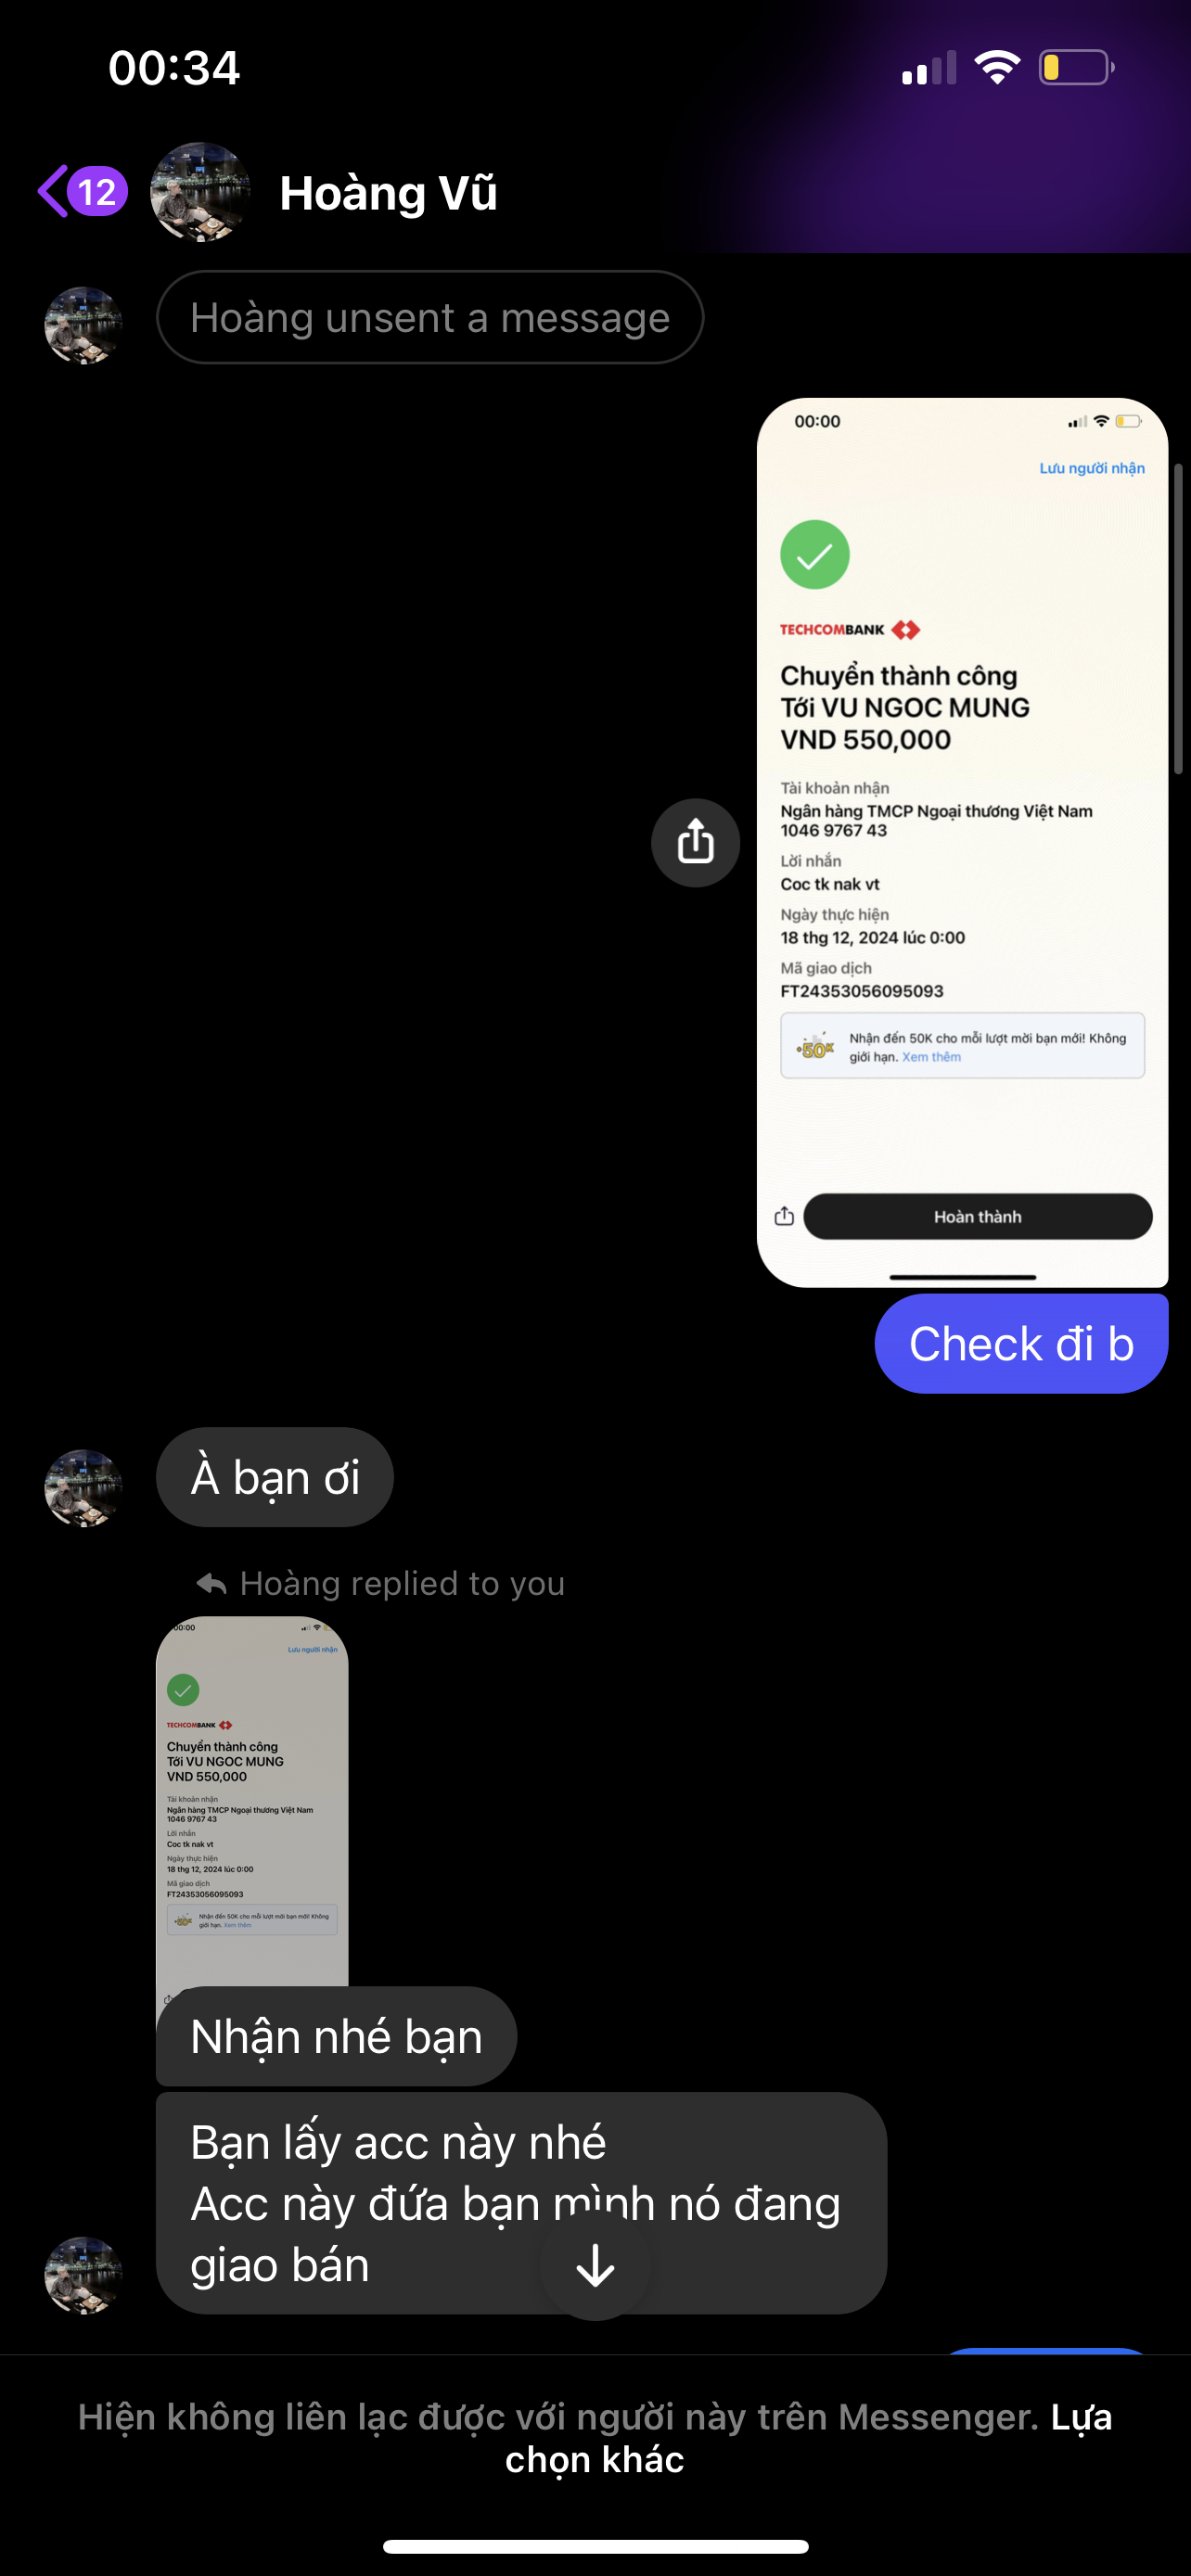 00:34
12
Hoàng Vũ
Hoàng unsent a message
00:00
Lưu người nhận
TECHCOMBANK
Chuyển thành công
Tới VU NGOC MUNG
VND 550,000
Tài khoản nhận
Ngân hàng TMCP Ngoại thương Việt Nam
1046 9767 43
Lời nhắn
Coc tk nak vt
Ngày thực hiện
18 thg 12, 2024 lúc 0:00
Mã giao dịch
FT24353056095093
+50K
Nhận đến 50K cho mỗi lượt mời bạn mới! Không
giới hạn. Xem thêm
Hoàn thành
Check đi b
À bạn ơi
Hoàng replied to you
00:00
Lưu người nhận
TECHCOMBANK
Chuyển thành công
Tới VU NGOC MUNG
VND 550,000
Tài khoản nhận
Ngân hàng TMCP Ngoại thương Việt Nam
1046 9767 43
Lời nhắn
Coc tk nak vt
Ngày thực hiện
18 thg 12, 2024 lúc 0:00
Mã giao dịch
FT24353056095093
Nhận đến 50K cho mỗi lượt mời bạn mới! Không
giới hạn. Xem thêm
Nhận nhé bạn
Bạn lấy acc này nhé
Acc này đứa bạn mình nó đang
giao bán
Hiện không liên lạc được với người này trên Messenger. Lựa
chọn khác